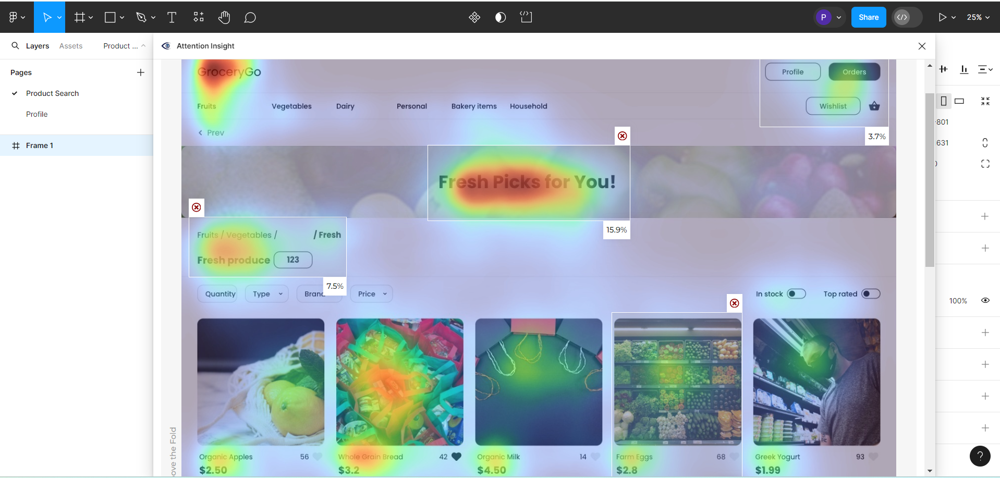 P
Share
25%
Layers
Assets
Product ...
Attention Insight
Pages
Product Search
Profile
Frame 1
GroceryGo
Profile
Orders
Fruits
Vegetables
Dairy
Personal
Bakery items
Household
Wishlist
Prev
3.7%
Fresh Picks for You!
15.9%
Fruits / Vegetables /
/ Fresh
Fresh produce
123
7.5%
Quantity
Type
Brand
Price
In stock
Top rated
Organic Apples
56
$2.50
Whole Grain Bread
42
$3.2
Organic Milk
14
$4.50
Farm Eggs
68
$2.8
Greek Yogurt
93
$1.99
the Fold
801
631
100%
?